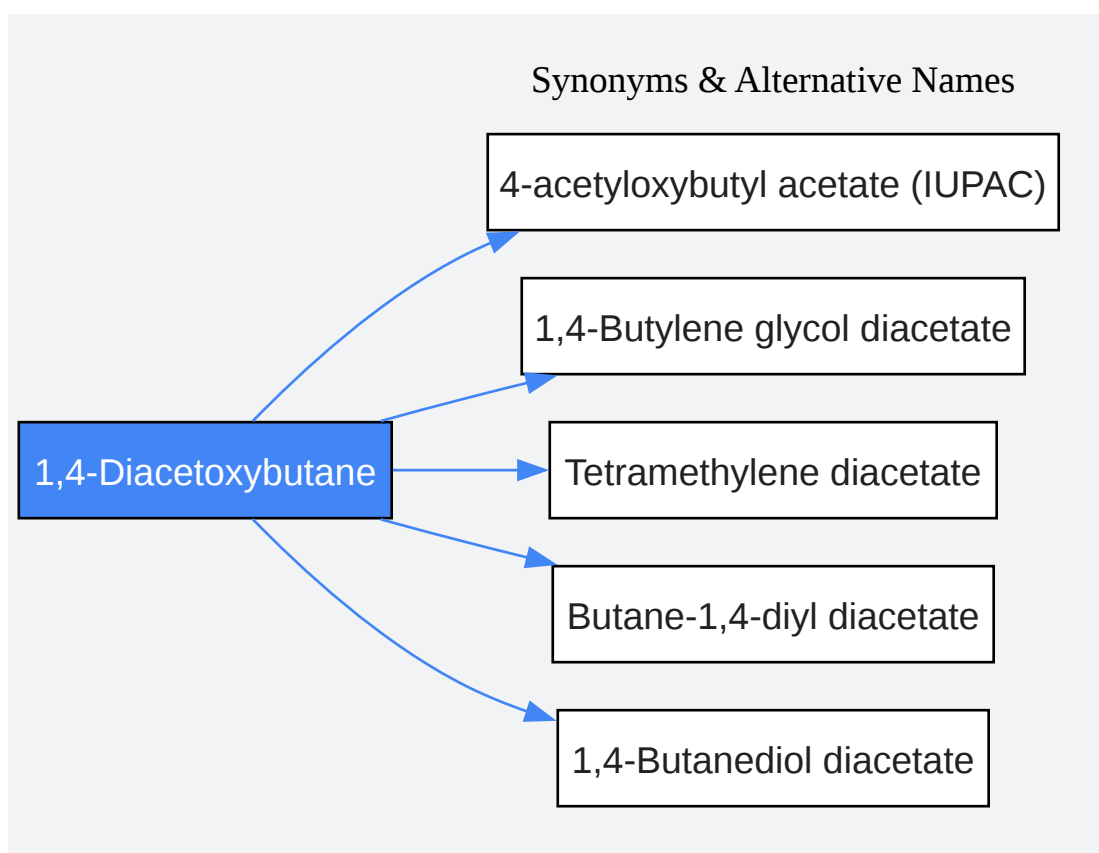 Synonyms & Alternative Names
4-acetyloxybutyl acetate (IUPAC)
1,4-Butylene glycol diacetate
1,4-Diacetoxybutane
Tetramethylene diacetate
Butane-1,4-diyl diacetate
1,4-Butanediol diacetate